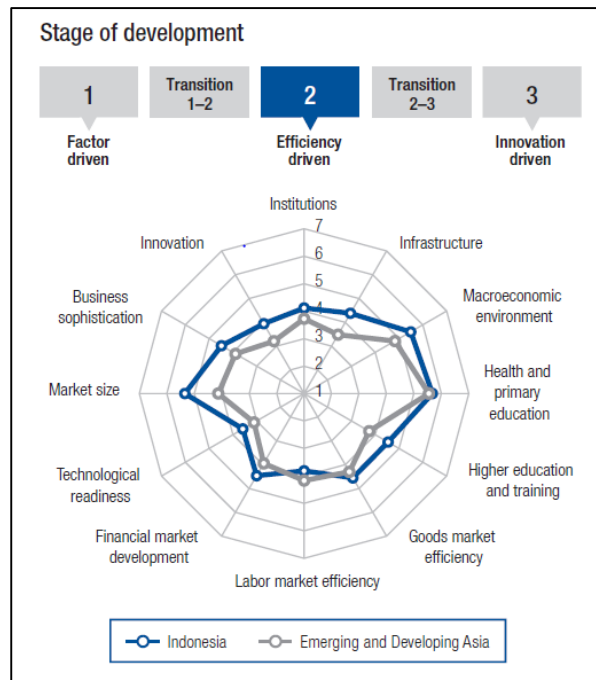 Stage of development
1
Transition
1–2
2
Transition
2–3
3
Factor
driven
Efficiency
driven
Innovation
driven
Institutions
Infrastructure
Macroeconomic
environment
Health and
primary
education
Higher education
and training
Goods market
efficiency
Labor market efficiency
Financial market
development
Technological
readiness
Market size
Business
sophistication
Innovation
7
6
5
4
3
2
1
Indonesia
Emerging and Developing Asia